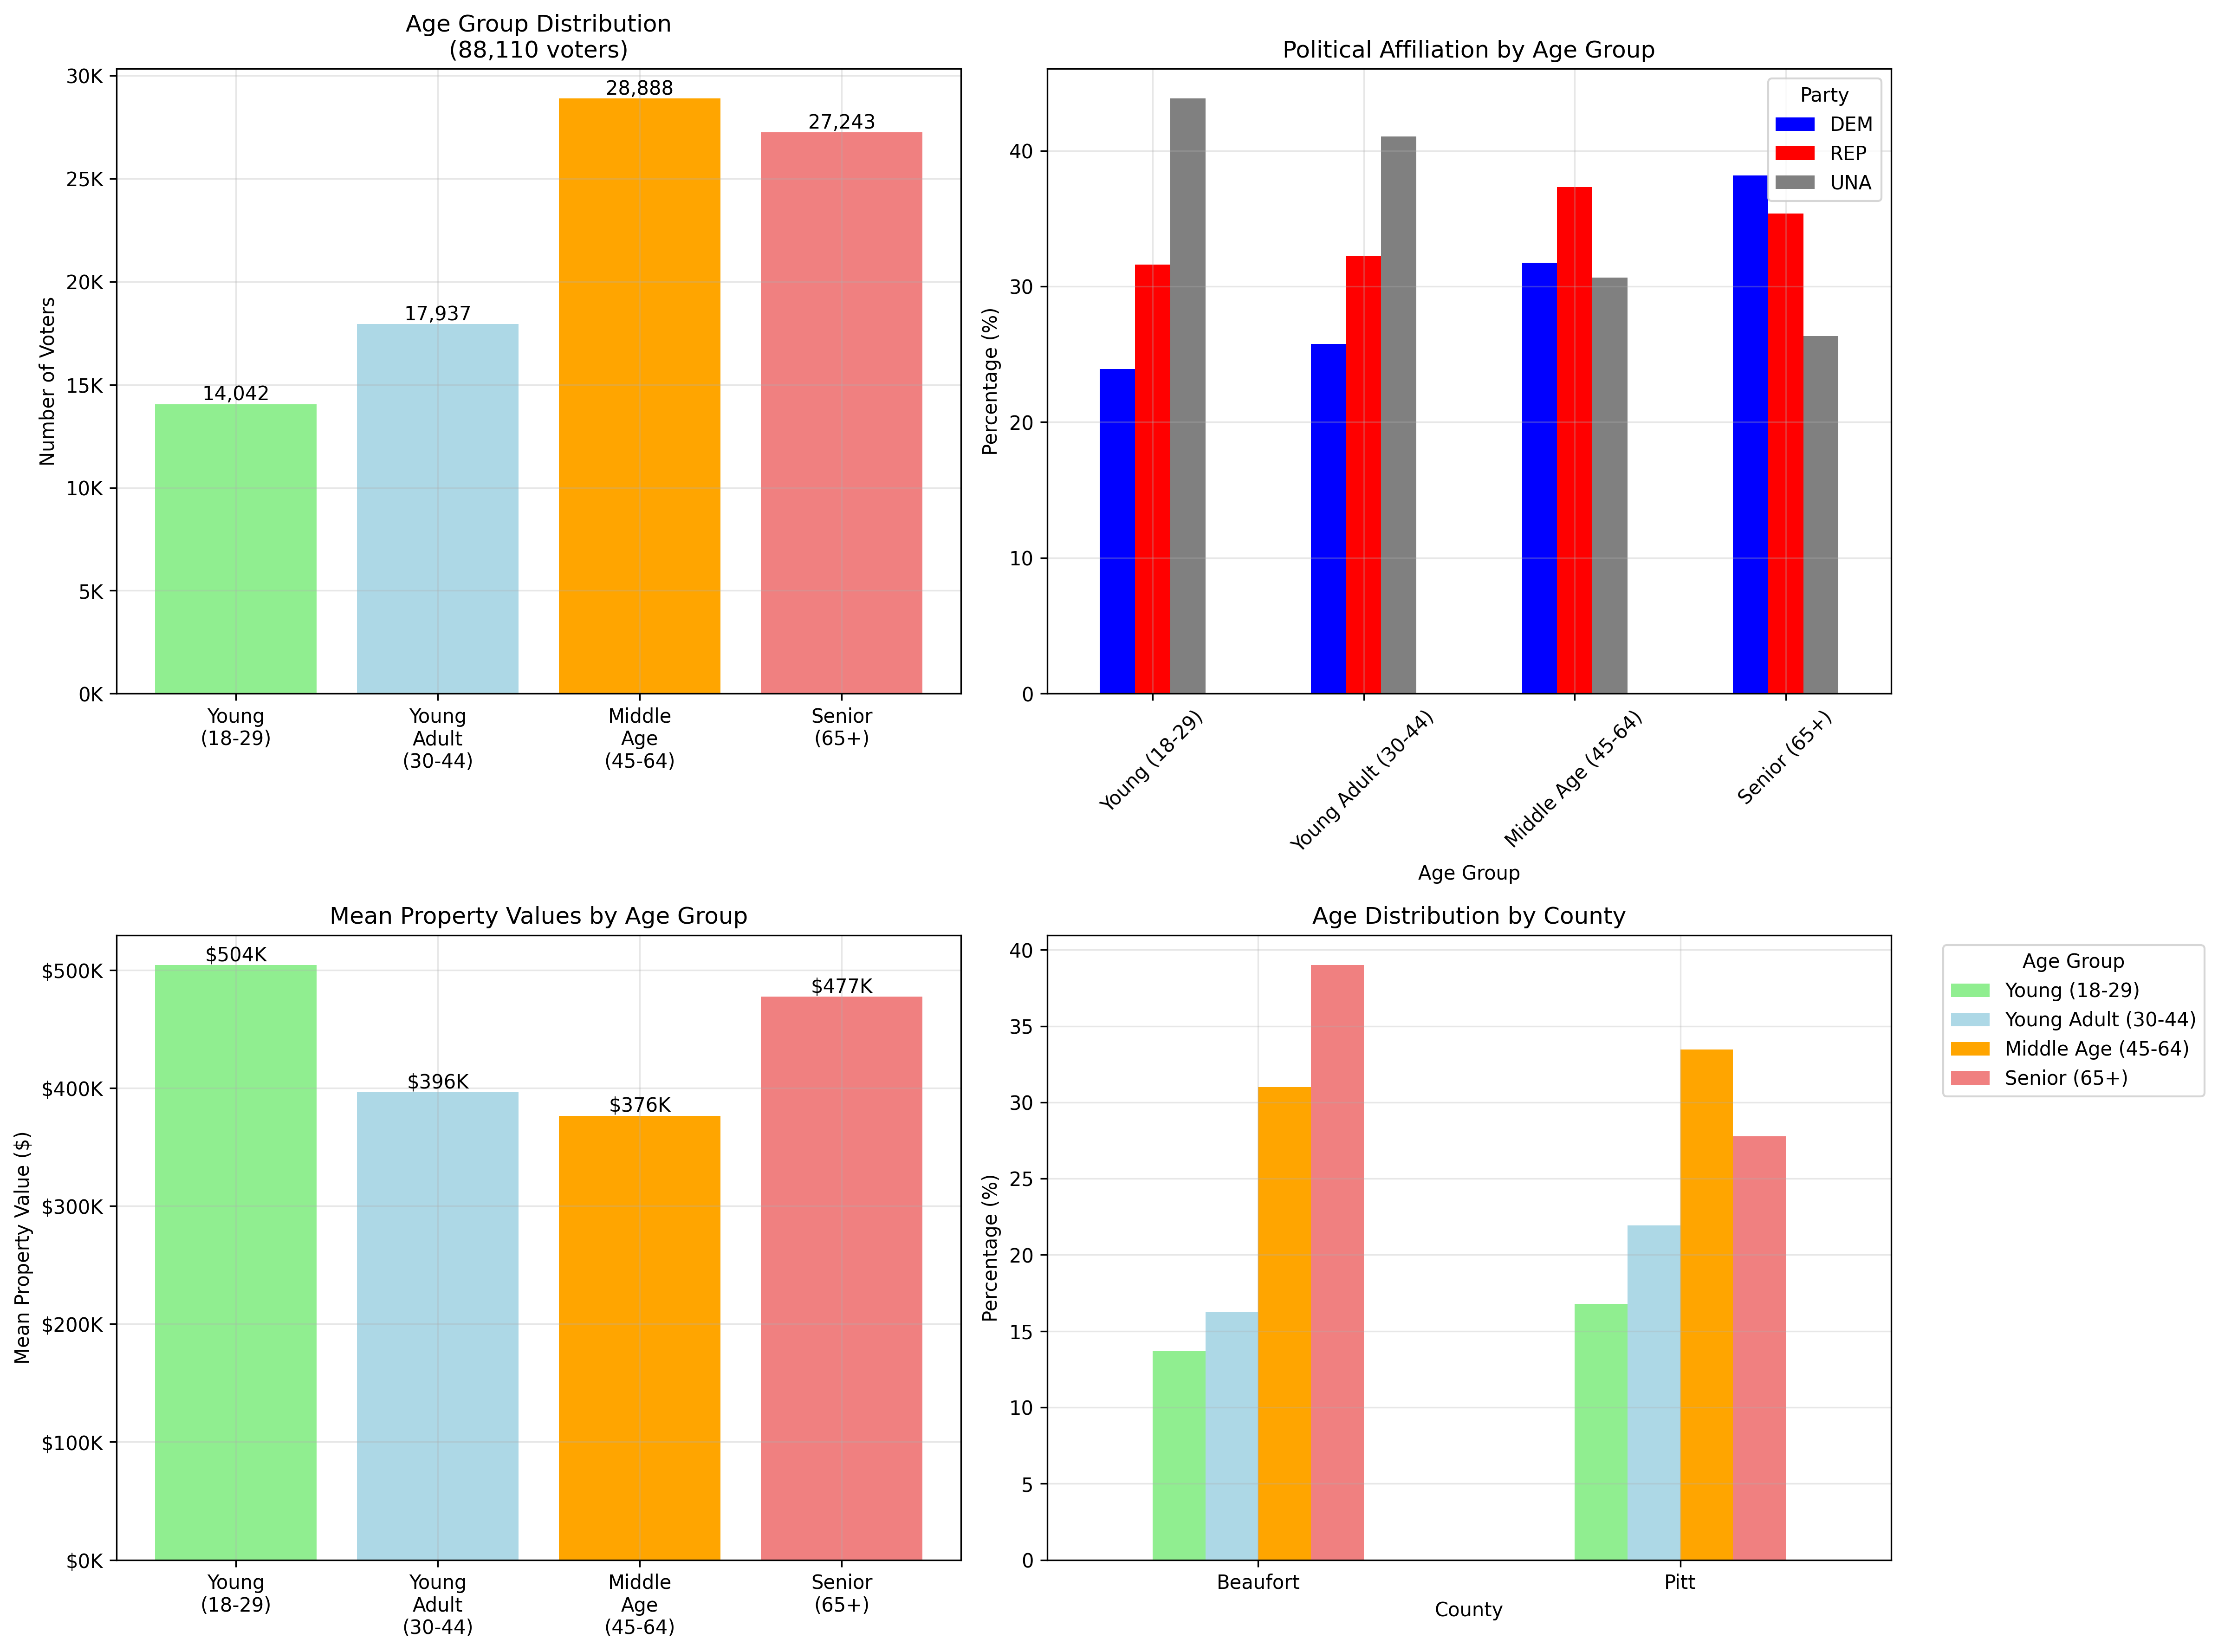 Age Group Distribution
(88,110 voters)
Number of Voters
30K
25K
20K
15K
10K
5K
0K
14,042
17,937
28,888
27,243
Young
(18-29)
Young
Adult
(30-44)
Middle
Age
(45-64)
Senior
(65+)
Political Affiliation by Age Group
Percentage (%)
40
30
20
10
0
Party
DEM
REP
UNA
Young (18-29)
Young Adult (30-44)
Middle Age (45-64)
Senior (65+)
Age Group
Mean Property Values by Age Group
Mean Property Value ($)
$500K
$400K
$300K
$200K
$100K
$0K
$504K
$396K
$376K
$477K
Young
(18-29)
Young
Adult
(30-44)
Middle
Age
(45-64)
Senior
(65+)
Age Distribution by County
Percentage (%)
40
35
30
25
20
15
10
5
0
Beaufort
Pitt
County
Age Group
Young (18-29)
Young Adult (30-44)
Middle Age (45-64)
Senior (65+)